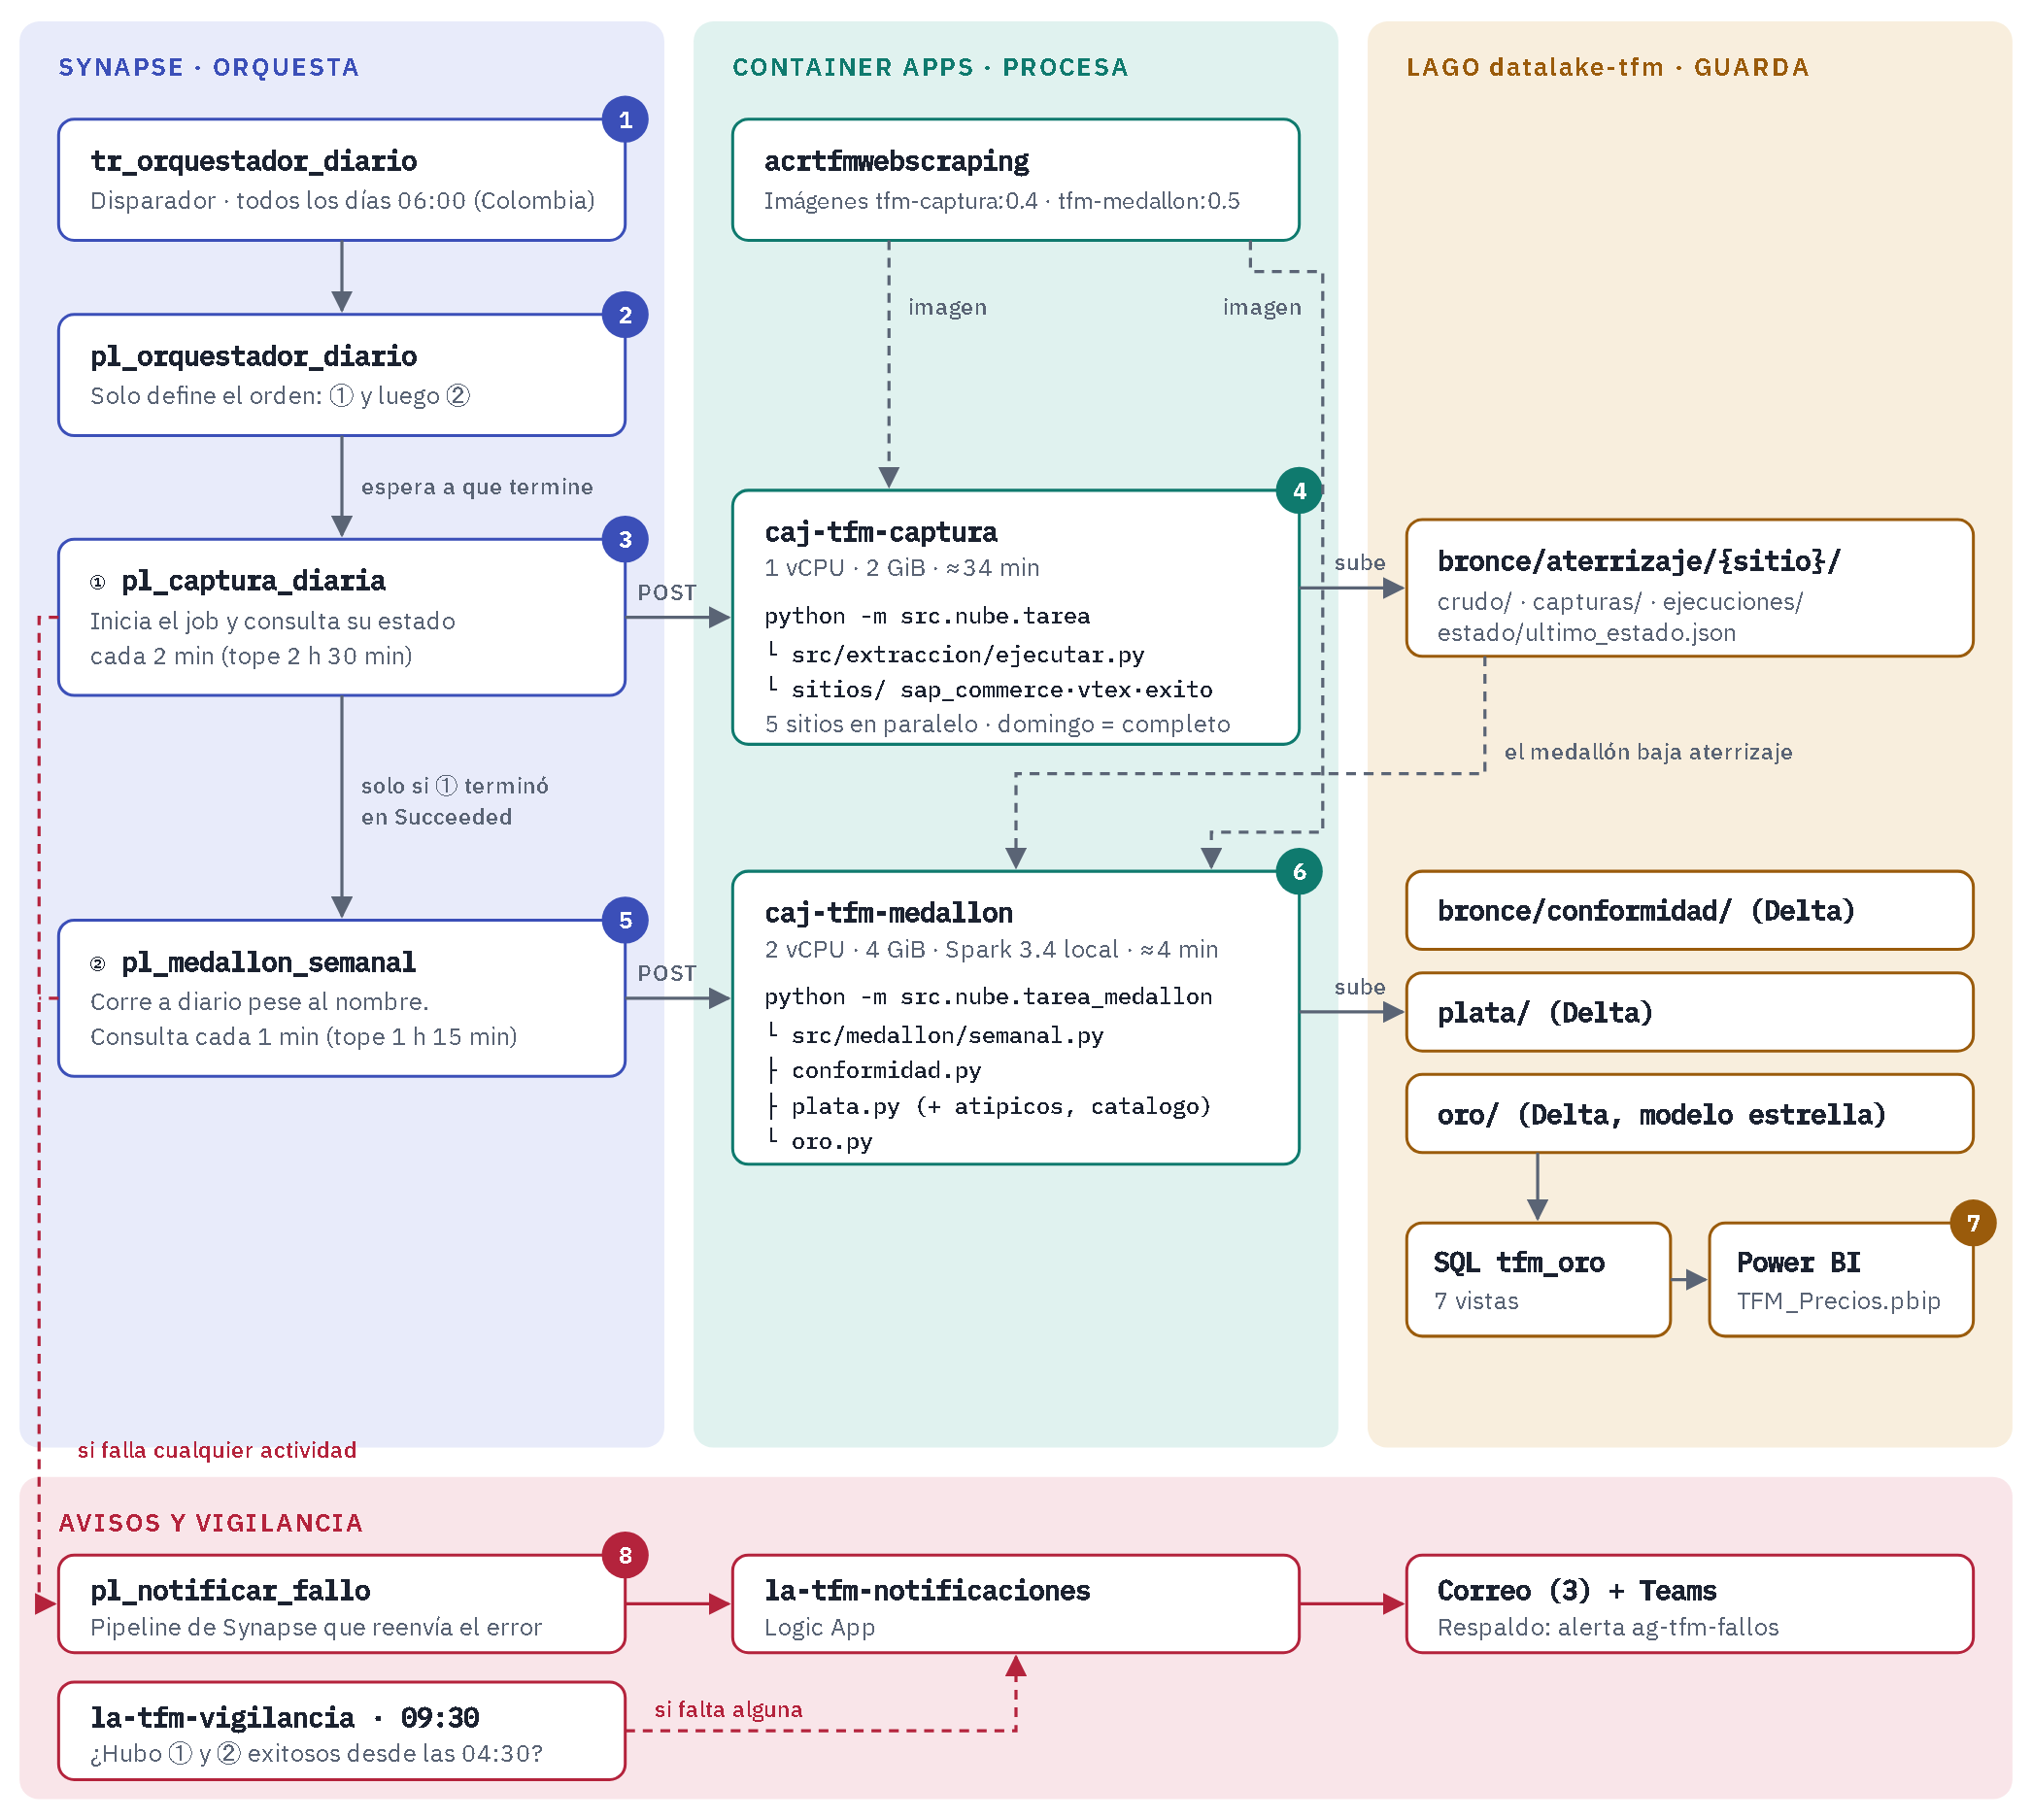 SYNAPSE · ORQUESTA
1
tr_orquestador_diario
Disparador · todos los días 06:00 (Colombia)
2
pl_orquestador_diario
Solo define el orden: ① y luego ②
espera a que termine
3
① pl_captura_diaria
Inicia el job y consulta su estado
cada 2 min (tope 2 h 30 min)
POST
solo si ① terminó
en Succeeded
5
② pl_medallon_semanal
Corre a diario pese al nombre.
Consulta cada 1 min (tope 1 h 15 min)
POST
CONTAINER APPS · PROCESA
acrtfmwebscraping
Imágenes tfm-captura:0.4 · tfm-medallon:0.5
imagen
imagen
4
caj-tfm-captura
1 vCPU · 2 GiB · ≈34 min
python -m src.nube.tarea
└ src/extraccion/ejecutar.py
└ sitios/ sap_commerce·vtex·exito
5 sitios en paralelo · domingo = completo
sube
6
caj-tfm-medallon
2 vCPU · 4 GiB · Spark 3.4 local · ≈4 min
python -m src.nube.tarea_medallon
└ src/medallon/semanal.py
├ conformidad.py
├ plata.py (+ atipicos, catalogo)
└ oro.py
sube
LAGO datalake-tfm · GUARDA
bronce/aterrizaje/{sitio}/
crudo/ · capturas/ · ejecuciones/
estado/ultimo_estado.json
el medallón baja aterrizaje
bronce/conformidad/ (Delta)
plata/ (Delta)
oro/ (Delta, modelo estrella)
SQL tfm_oro
7 vistas
7
Power BI
TFM_Precios.pbip
si falla cualquier actividad
AVISOS Y VIGILANCIA
8
pl_notificar_fallo
Pipeline de Synapse que reenvía el error
la-tfm-notificaciones
Logic App
Correo (3) + Teams
Respaldo: alerta ag-tfm-fallos
la-tfm-vigilancia · 09:30
¿Hubo ① y ② exitosos desde las 04:30?
si falta alguna